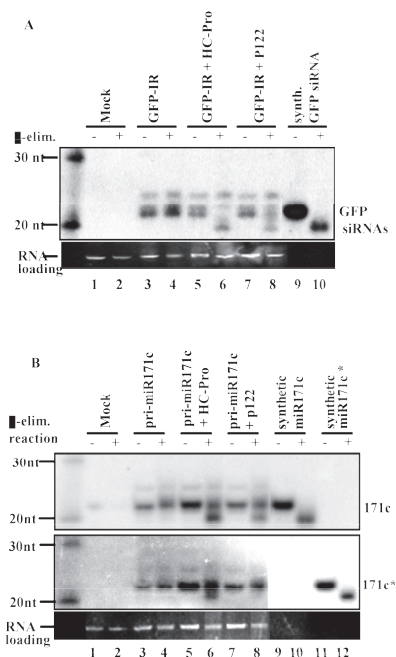 A
Mock
GFP-IR
GFP-IR + HC-Pro
GFP-IR + P122
synth.
GFP siRNA
-elim. - + - + - + - + - +
30 nt
20 nt
GFP
siRNAs
RNA
loading
1 2 3 4 5 6 7 8 9 10
B
Mock
pri-miR171c
pri-miR171c
+ HC-Pro
pri-miR171c
+ p122
synthetic
miR171c
synthetic
miR171c *
-elim.
reaction - + - + - + - + - + - +
30nt
20nt
171c
30nt
20nt
171c*
RNA
loading
1 2 3 4 5 6 7 8 9 10 11 12